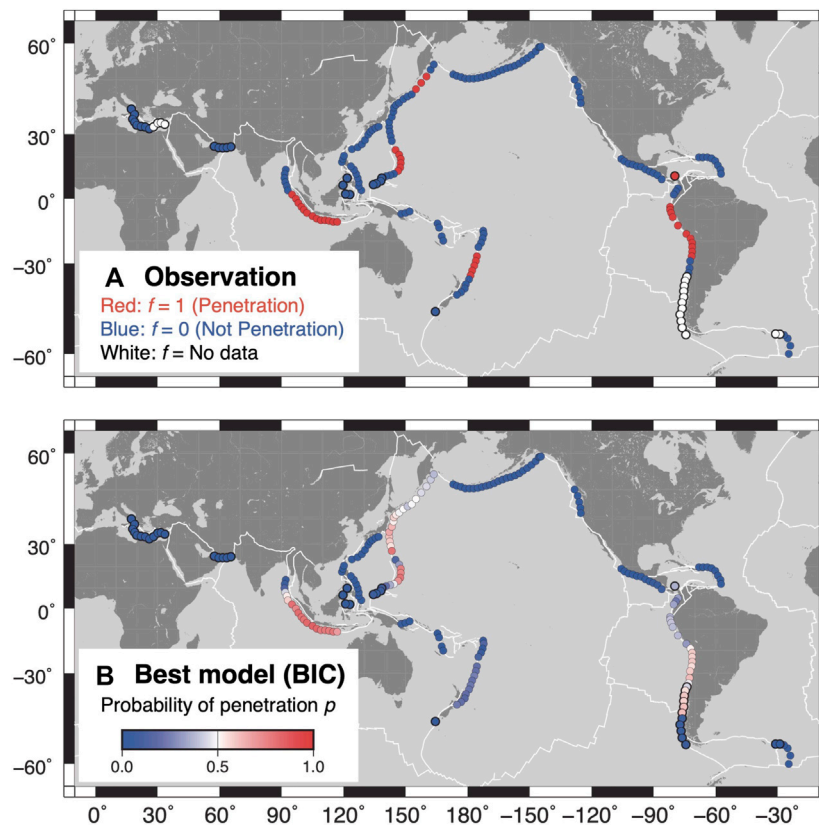 60°
30°
0°
−30°
−60°
A Observation
Red: f = 1 (Penetration)
Blue: f = 0 (Not Penetration)
White: f = No data
60°
30°
0°
−30°
−60°
B Best model (BIC)
Probability of penetration p
0.0 0.5 1.0
0° 30° 60° 90° 120° 150° 180° −150° −120° −90° −60° −30°